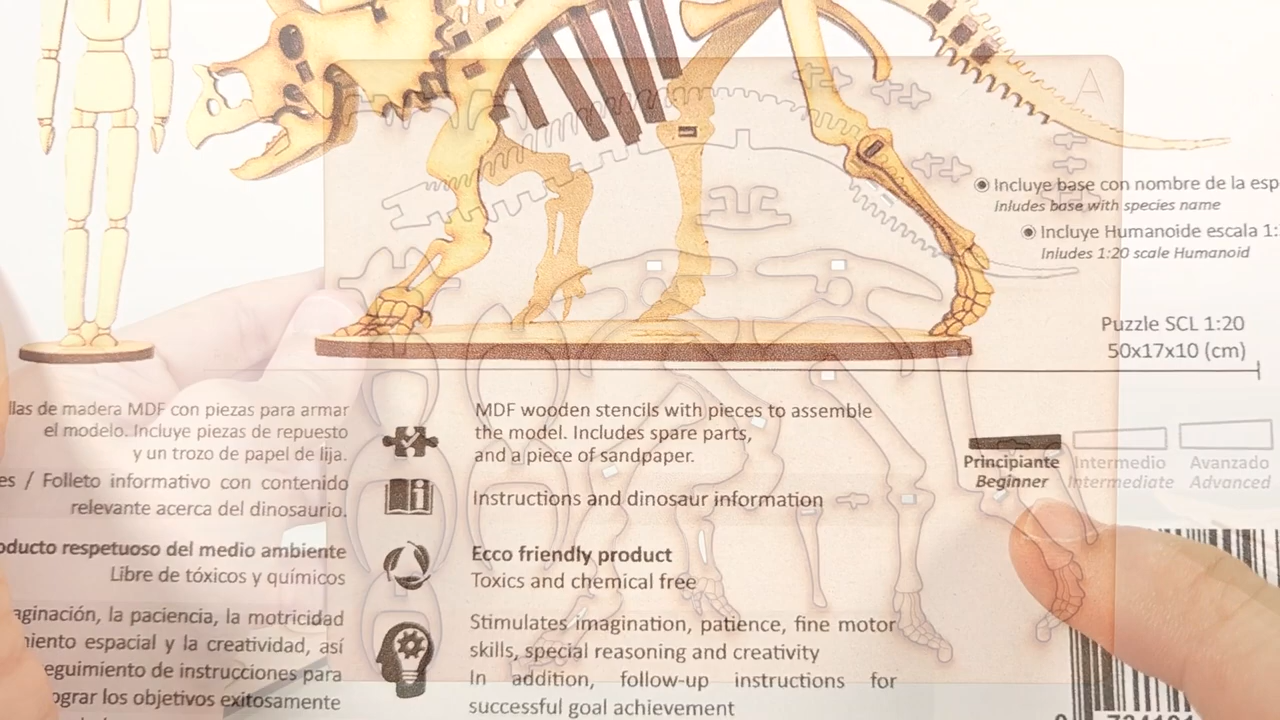 A
Incluye base con nombre de la esp
Inludes base with species name
Incluye Humanoide escala 1:
Inludes 1:20 scale Humanoid
Puzzle SCL 1:20
50x17x10 (cm)
Principiante Intermedio Avanzado
Beginner Intermediate Advanced
llas de madera MDF con piezas para armar
el modelo. Incluye piezas de repuesto
y un trozo de papel de lija.
MDF wooden stencils with pieces to assemble
the model. Includes spare parts,
and a piece of sandpaper.
es / Folleto informativo con contenido
relevante acerca del dinosaurio.
Instructions and dinosaur information
oducto respetuoso del medio ambiente
Libre de tóxicos y químicos
Ecco friendly product
Toxics and chemical free
aginación, la paciencia, la motricidad
niento espacial y la creatividad, así
eguimiento de instrucciones para
ograr los objetivos exitosamente
Stimulates imagination, patience, fine motor
skills, special reasoning and creativity
In addition, follow-up instructions for
successful goal achievement